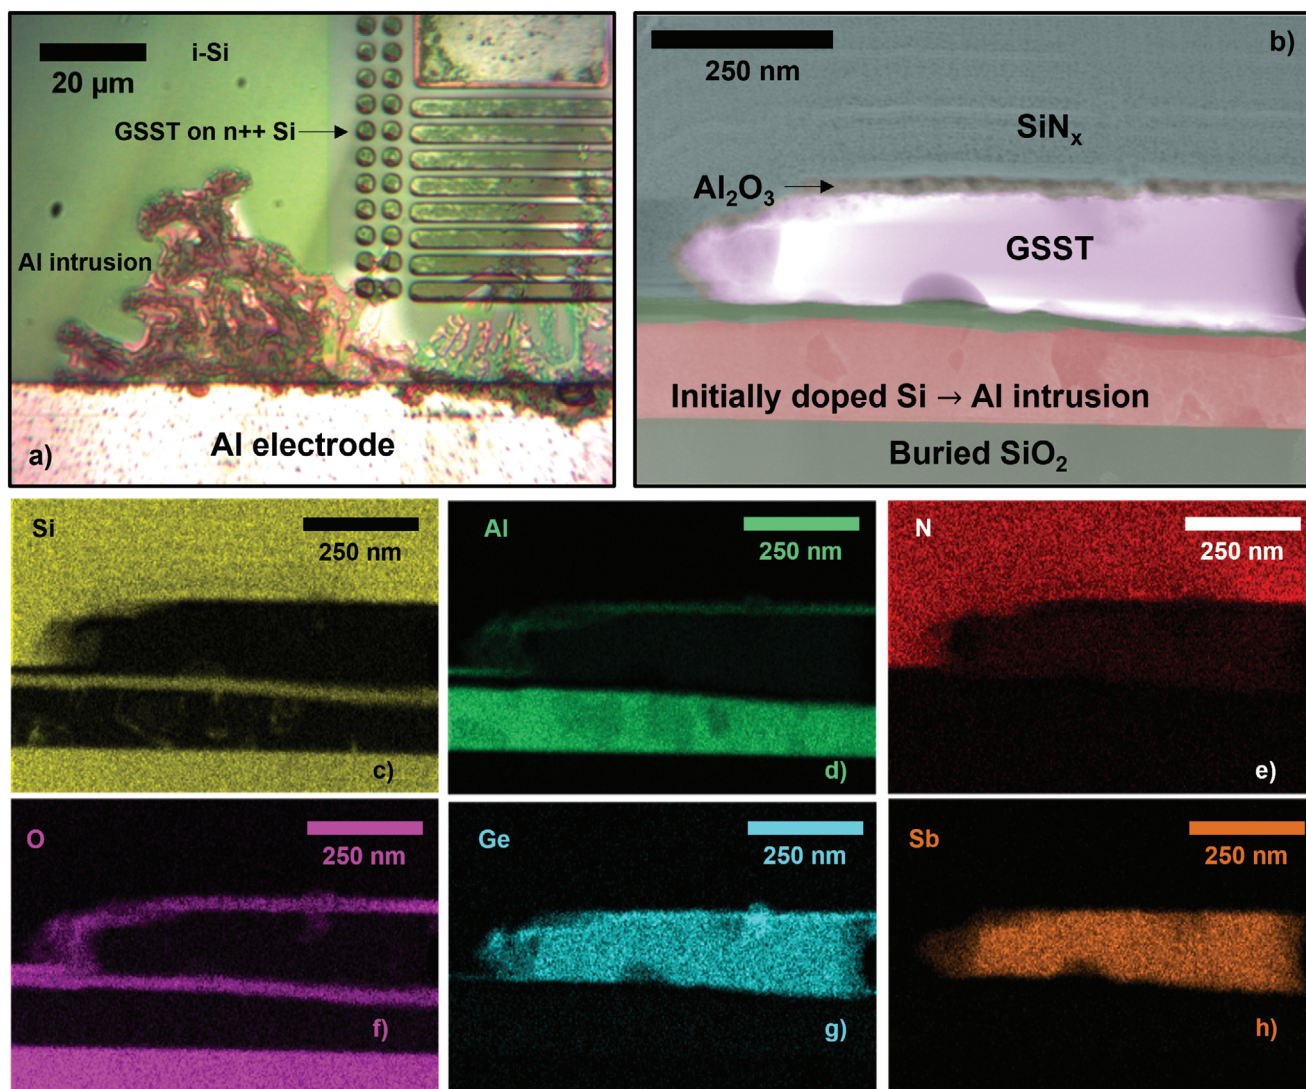 20 µm
i-Si
GSST on n++ Si
Al intrusion
Al electrode
a)
250 nm
b)
SiNx
Al2O3
GSST
Initially doped Si → Al intrusion
Buried SiO2
Si
250 nm
c)
Al
250 nm
d)
N
250 nm
e)
O
250 nm
f)
Ge
250 nm
g)
Sb
250 nm
h)